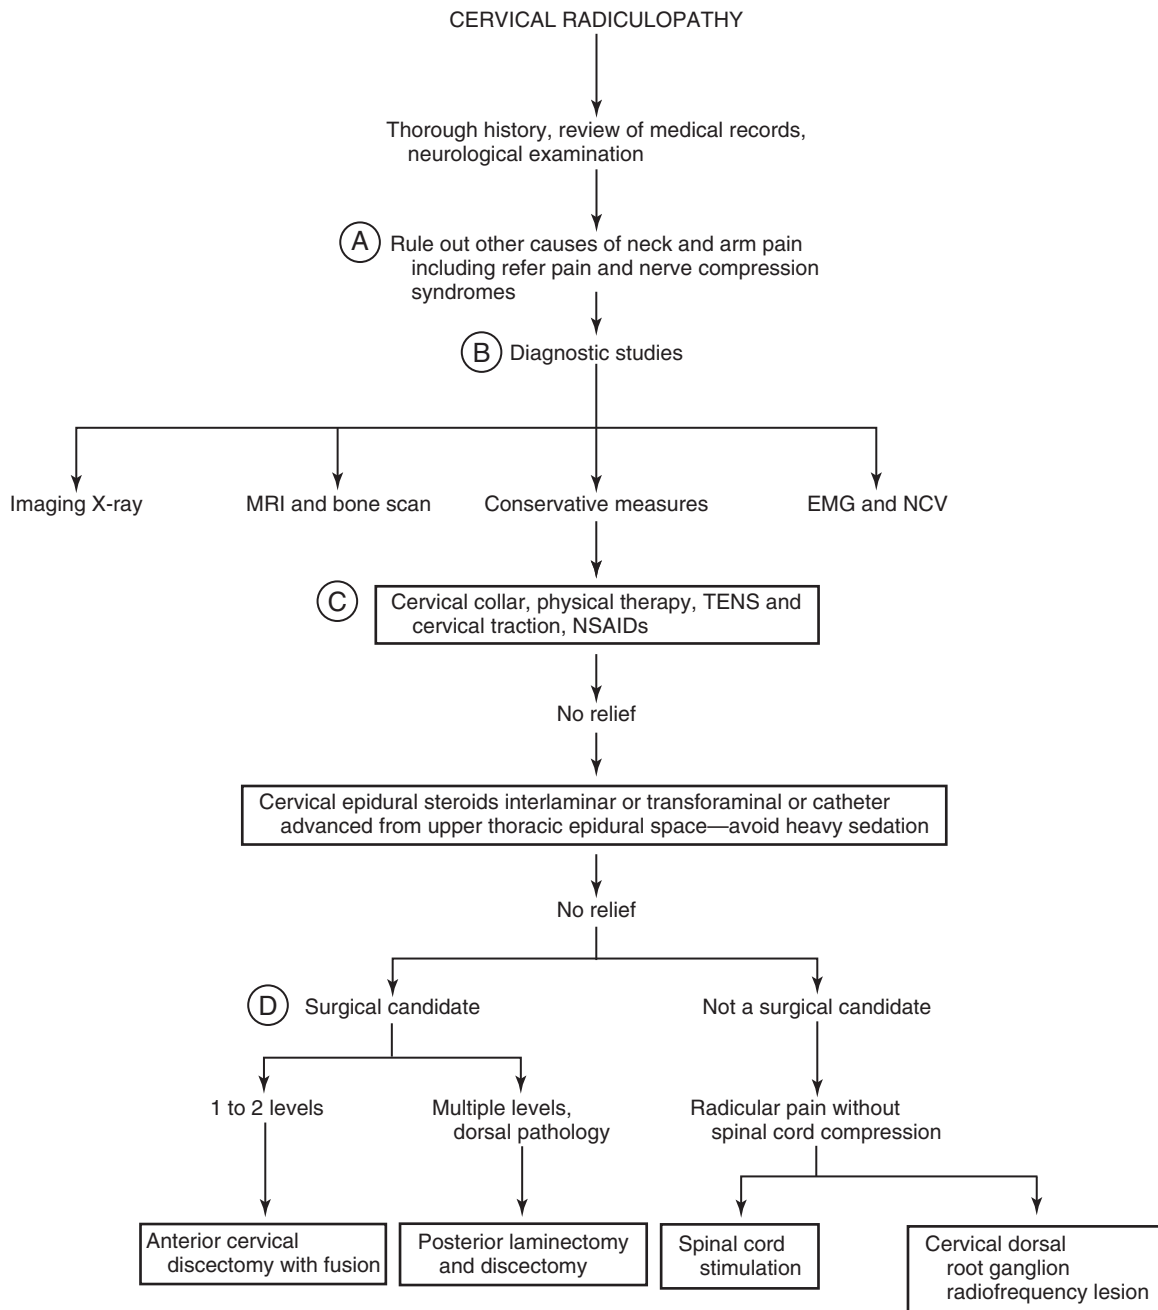 CERVICAL RADICULOPATHY
Thorough history, review of medical records,
neurological examination
A
Rule out other causes of neck and arm pain
including refer pain and nerve compression
syndromes
B
Diagnostic studies
Imaging X-ray
MRI and bone scan
Conservative measures
EMG and NCV
C
Cervical collar, physical therapy, TENS and
cervical traction, NSAIDs
No relief
Cervical epidural steroids interlaminar or transforaminal or catheter
advanced from upper thoracic epidural space—avoid heavy sedation
No relief
D
Surgical candidate
Not a surgical candidate
1 to 2 levels
Multiple levels,
dorsal pathology
Radicular pain without
spinal cord compression
Anterior cervical
discectomy with fusion
Posterior laminectomy
and discectomy
Spinal cord
stimulation
Cervical dorsal
root ganglion
radiofrequency lesion